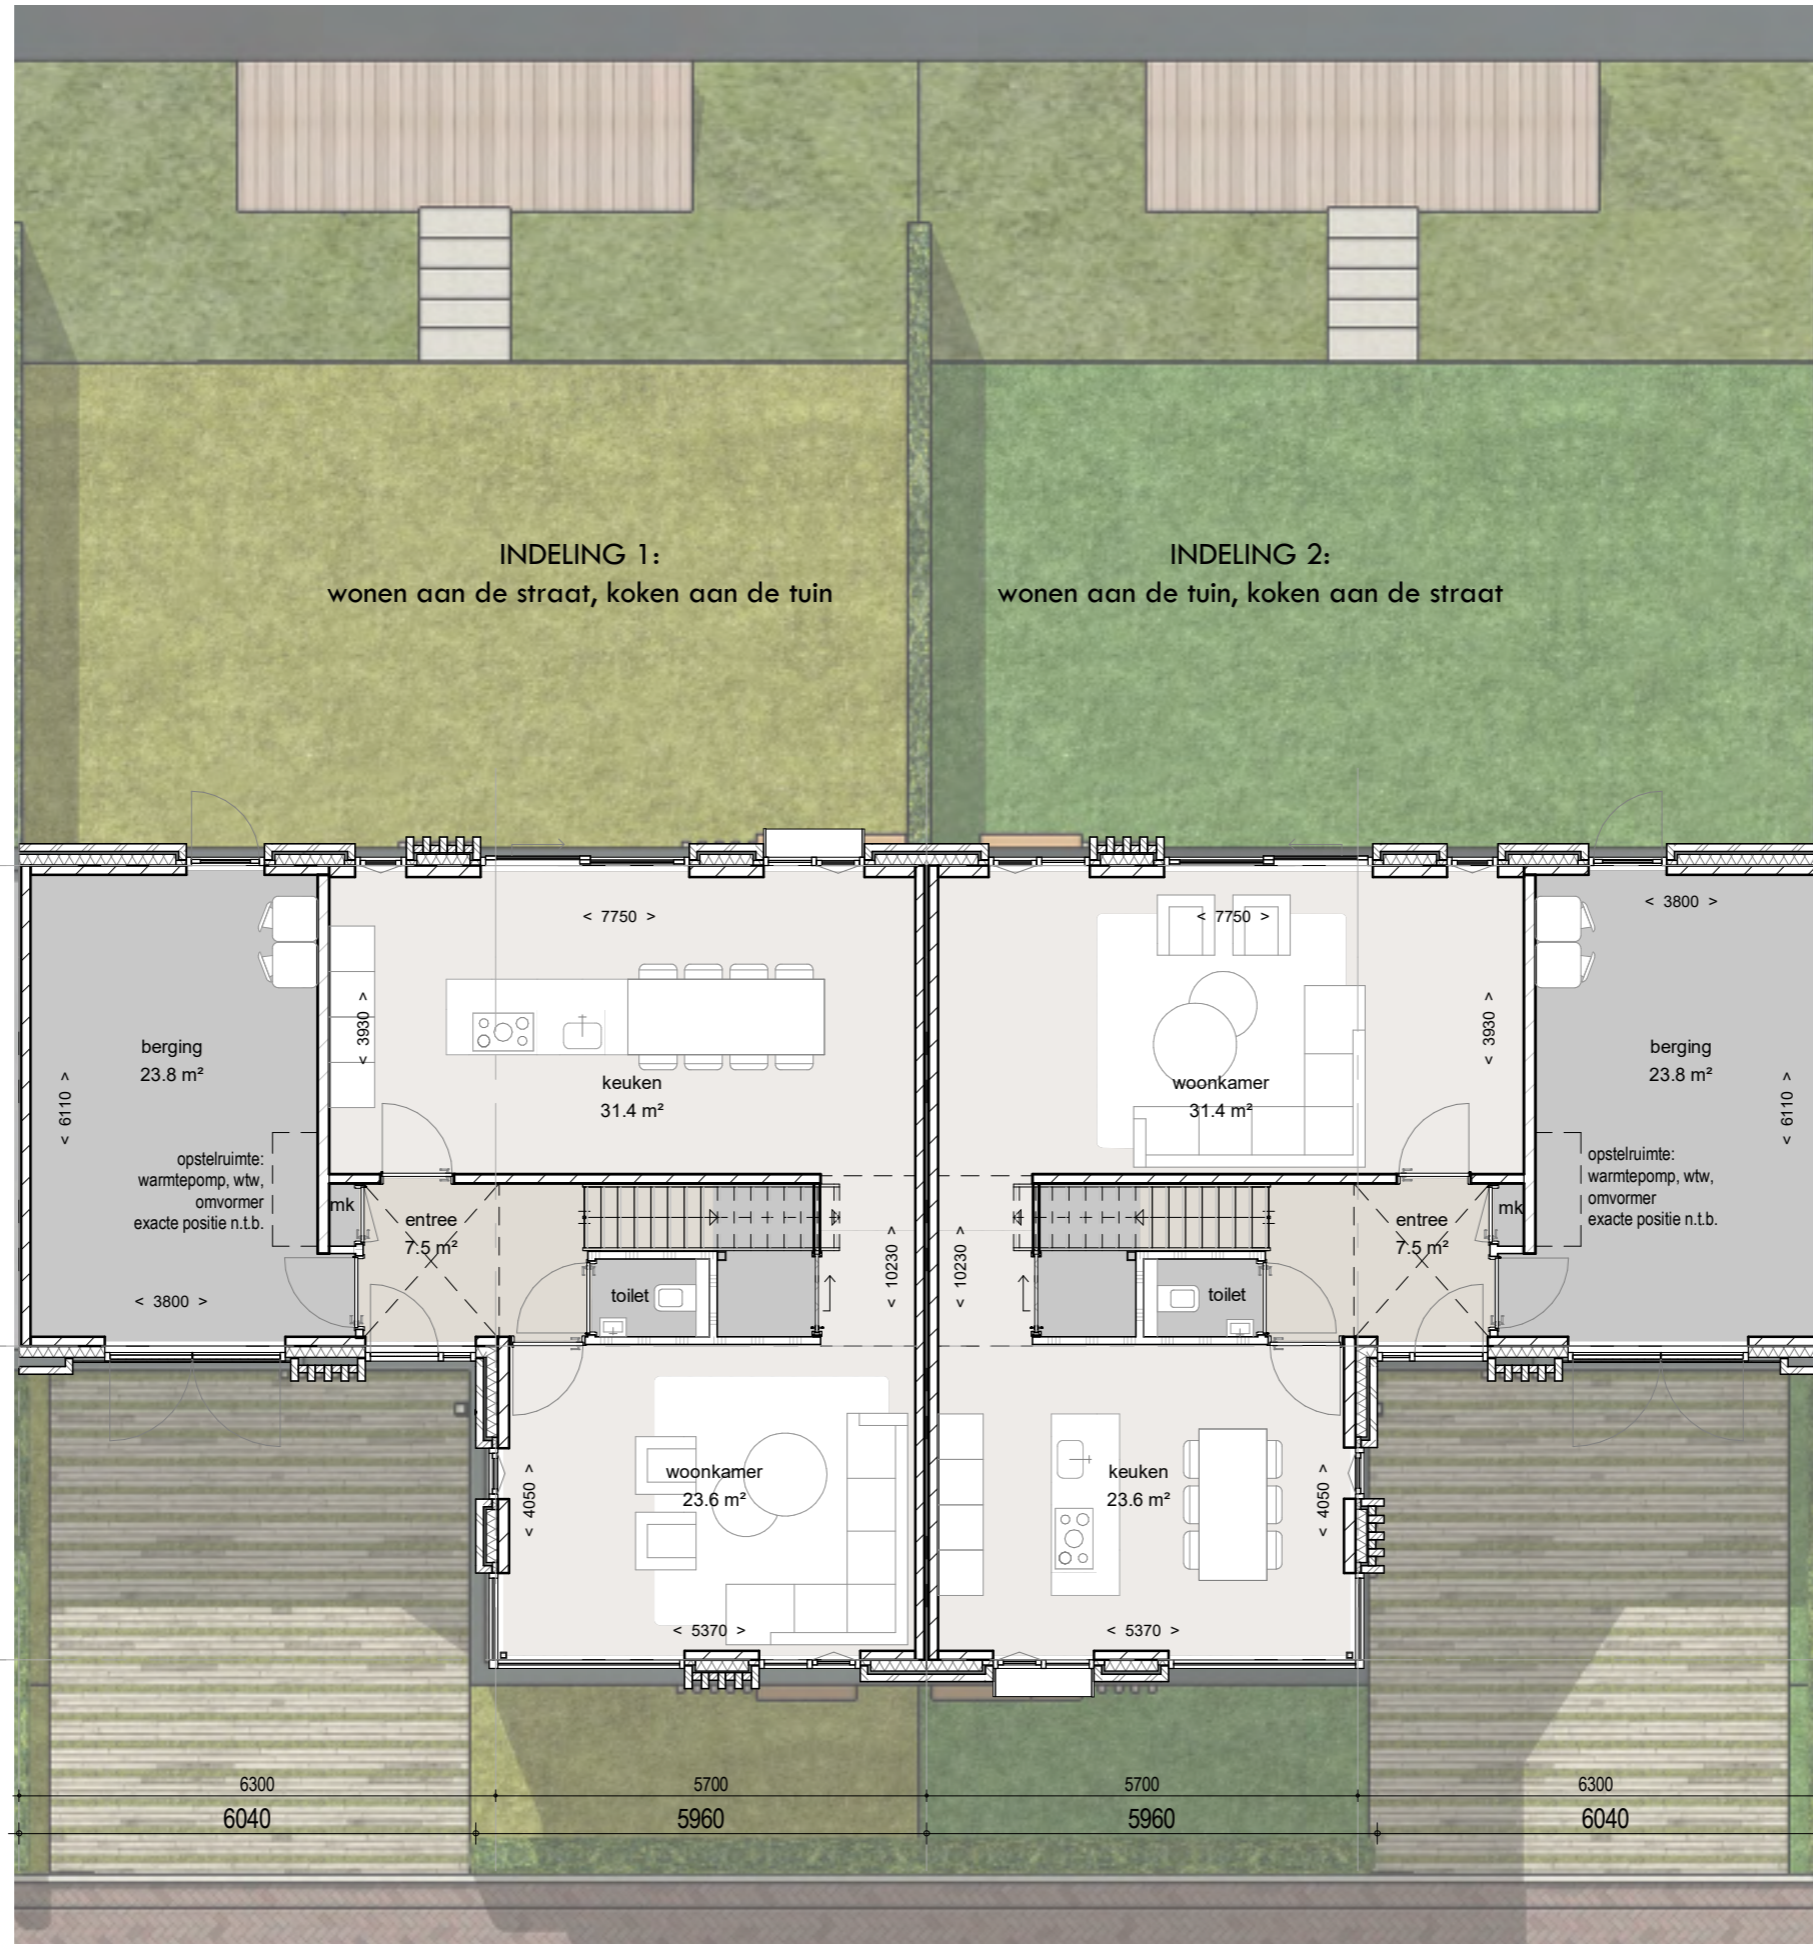 INDELING 1:
wonen aan de straat, koken aan de tuin
INDELING 2:
wonen aan de tuin, koken aan de straat
< 7750 >
< 7750 >
< 3800 >
< 3930 >
< 3930 >
berging
23.8 m²
keuken
31.4 m²
woonkamer
31.4 m²
berging
23.8 m²
< 6110 >
< 6110 >
opstelruimte:
warmtepomp, wtw,
omvormer
exacte positie n.t.b.
opstelruimte:
warmtepomp, wtw,
omvormer
exacte positie n.t.b.
mk
entree
7.5 m²
entree
7.5 m²
mk
< 10230 >
< 10230 >
< 3800 >
toilet
toilet
woonkamer
23.6 m²
keuken
23.6 m²
< 4050 >
< 4050 >
< 5370 >
< 5370 >
6300
5700
5700
6300
6040
5960
5960
6040